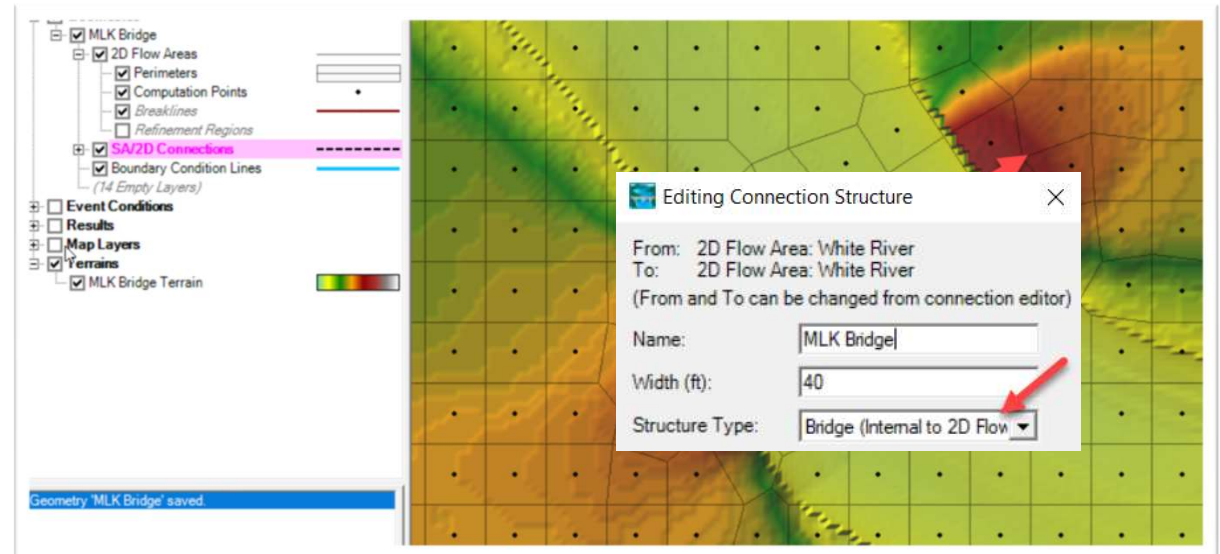 MLK Bridge
2D Flow Areas
Perimeters
Computation Points
Breaklines
Refinement Regions
SA/2D Connections
Boundary Condition Lines
(14 Empty Layers)
Event Conditions
Results
Map Layers
Terrains
MLK Bridge Terrain
Geometry 'MLK Bridge' saved.
Editing Connection Structure
From: 2D Flow Area: White River
To: 2D Flow Area: White River
(From and To can be changed from connection editor)
Name: MLK Bridge
Width (ft): 40
Structure Type: Bridge (Internal to 2D Flow